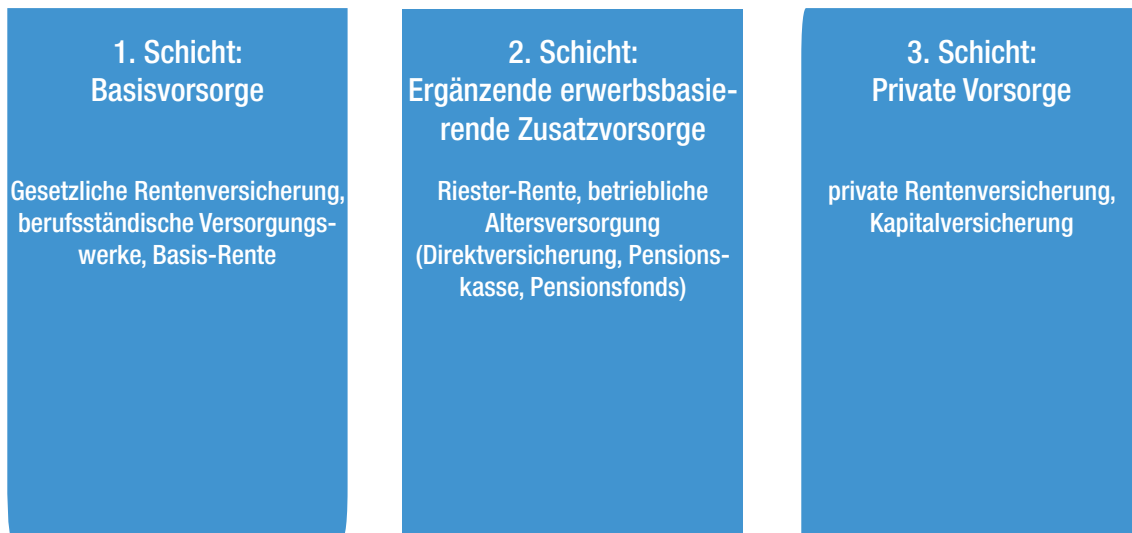 1. Schicht:
Basisvorsorge
Gesetzliche Rentenversicherung,
berufsständische Versorgungs-
werke, Basis-Rente
2. Schicht:
Ergänzende erwerbsbasie-
rende Zusatzvorsorge
Riester-Rente, betriebliche
Altersversorgung
(Direktversicherung, Pensions-
kasse, Pensionsfonds)
3. Schicht:
Private Vorsorge
private Rentenversicherung,
Kapitalversicherung